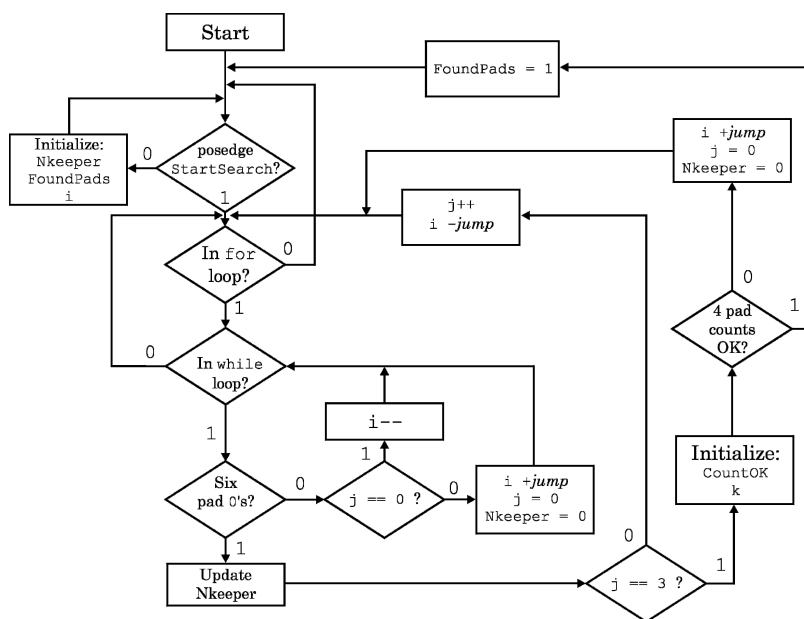 Start
FoundPads = 1
Initialize:
Nkeeper
FoundPads
i
0
posedge
StartSearch?
1
i +jump
j = 0
Nkeeper = 0
j++
i -jump
In for
loop?
0
1
0
4 pad
counts
OK?
1
In while
loop?
0
1
i--
1
Initialize:
CountOK
k
Six
pad 0's?
0
j == 0 ?
0
i +jump
j = 0
Nkeeper = 0
1
Update
Nkeeper
0
j == 3 ?
1